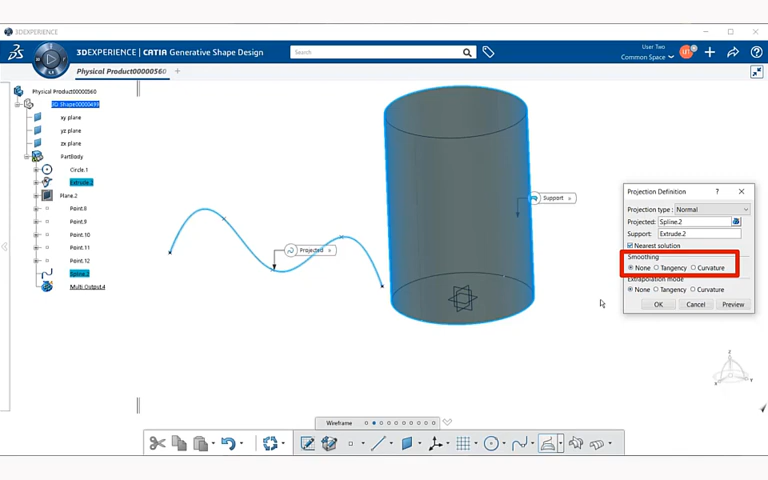 3DEXPERIENCE
3DEXPERIENCE | CATIA Generative Shape Design
Search
User Two
Common Space
Physical Product00000560
Physical Product00000560
3D Shape00000499
xy plane
yz plane
zx plane
PartBody
Circle.1
Extrude.2
Plane.2
Point.8
Point.9
Point.10
Point.11
Point.12
Spline.2
Multi Output.4
Projected
Support
Projection Definition
Projection type: Normal
Projected: Spline.2
Support: Extrude.2
Nearest solution
Smoothing
None Tangency Curvature
Extrapolation mode
None Tangency Curvature
OK Cancel Preview
Wireframe